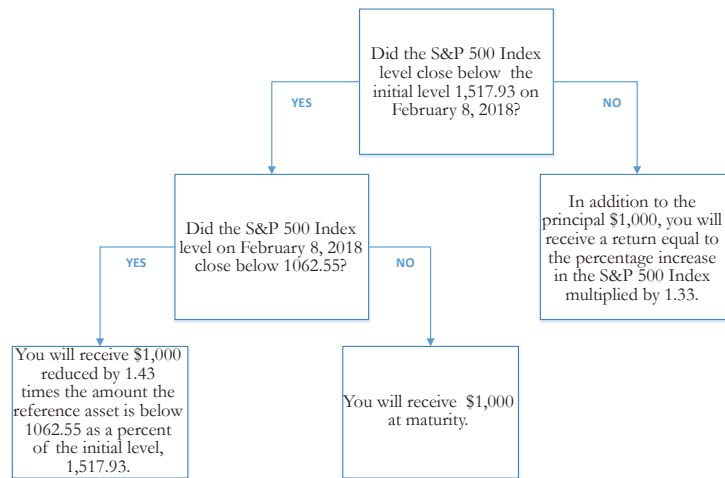 Did the S&P 500 Index
level close below the
initial level 1,517.93 on
February 8, 2018?
YES
NO
Did the S&P 500 Index
level on February 8, 2018
close below 1062.55?
In addition to the
principal $1,000, you will
receive a return equal to
the percentage increase
in the S&P 500 Index
multiplied by 1.33.
YES
NO
You will receive $1,000
reduced by 1.43
times the amount the
reference asset is below
1062.55 as a percent
of the initial level,
1,517.93.
You will receive $1,000
at maturity.